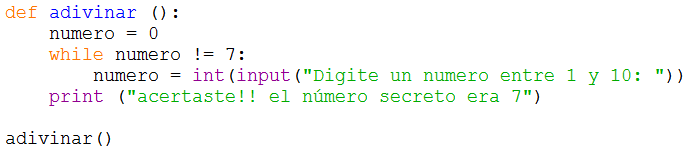 def adivinar ():
    numero = 0
    while numero != 7:
        numero = int(input("Digite un numero entre 1 y 10: "))
    print ("acertaste!! el número secreto era 7")

adivinar()